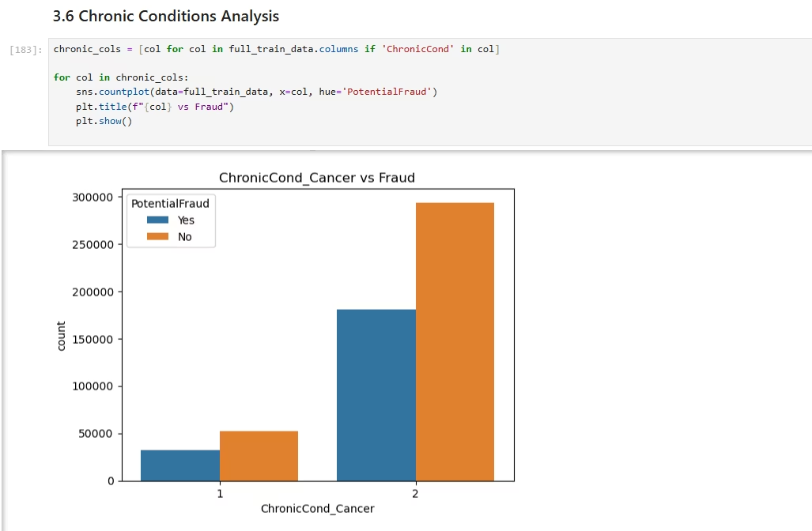 3.6 Chronic Conditions Analysis
[183]: chronic_cols = [col for col in full_train_data.columns if 'ChronicCond' in col]
for col in chronic_cols:
    sns.countplot(data=full_train_data, x=col, hue='PotentialFraud')
    plt.title(f"{col} vs Fraud")
    plt.show()
ChronicCond_Cancer vs Fraud
PotentialFraud
Yes
No
300000
250000
200000
150000
100000
50000
0
count
1 2
ChronicCond_Cancer